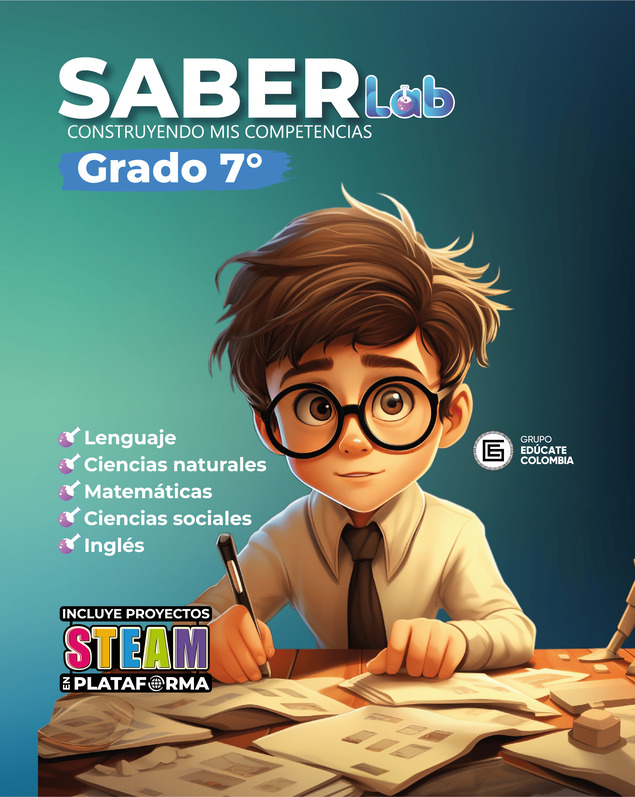 SABER Lab
CONSTRUYENDO MIS COMPETENCIAS
Grado 7°
Lenguaje
Ciencias naturales
Matemáticas
Ciencias sociales
Inglés
GRUPO
EDÚCATE
COLOMBIA
INCLUYE PROYECTOS
STEAM
EN PLATAFORMA